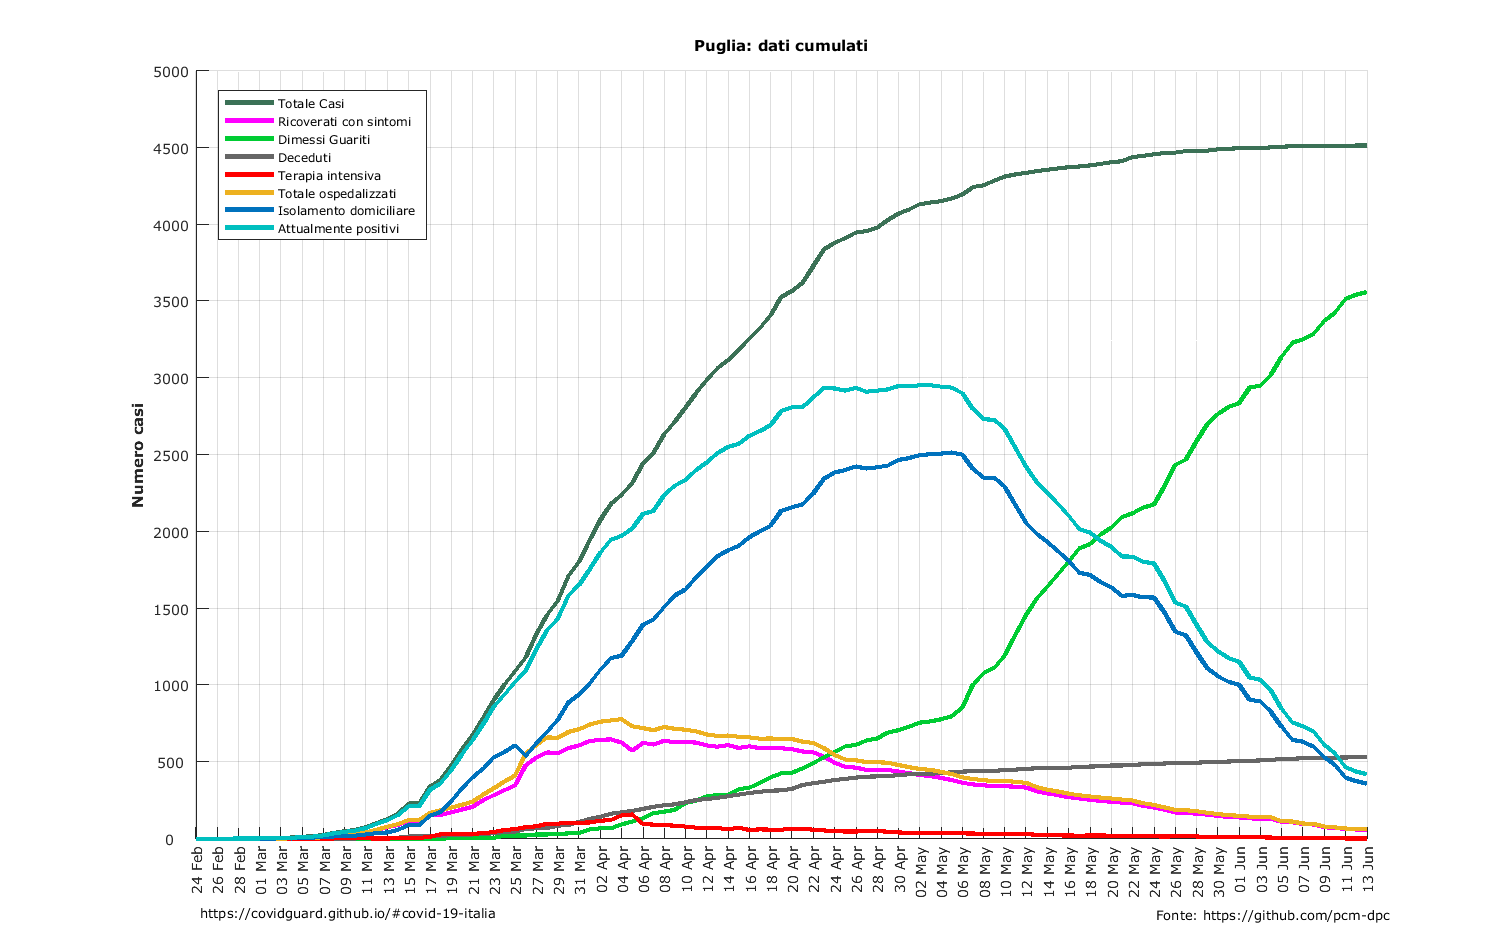 Puglia: dati cumulati
Numero casi
5000
4500
4000
3500
3000
2500
2000
1500
1000
500
0
Totale Casi
Ricoverati con sintomi
Dimessi Guariti
Deceduti
Terapia intensiva
Totale ospedalizzati
Isolamento domiciliare
Attualmente positivi
24 Feb
26 Feb
28 Feb
01 Mar
03 Mar
05 Mar
07 Mar
09 Mar
11 Mar
13 Mar
15 Mar
17 Mar
19 Mar
21 Mar
23 Mar
25 Mar
27 Mar
29 Mar
31 Mar
02 Apr
04 Apr
06 Apr
08 Apr
10 Apr
12 Apr
14 Apr
16 Apr
18 Apr
20 Apr
22 Apr
24 Apr
26 Apr
28 Apr
30 Apr
02 May
04 May
06 May
08 May
10 May
12 May
14 May
16 May
18 May
20 May
22 May
24 May
26 May
28 May
30 May
01 Jun
03 Jun
05 Jun
07 Jun
09 Jun
11 Jun
13 Jun
https://covidguard.github.io/#covid-19-italia
Fonte: https://github.com/pcm-dpc